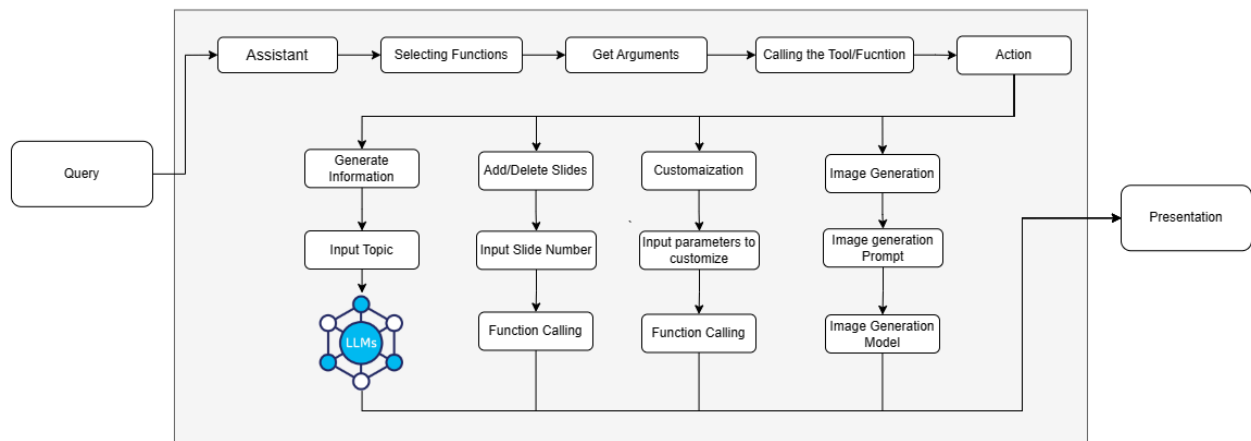 Assistant
Selecting Functions
Get Arguments
Calling the Tool/Fucntion
Action
Query
Generate
Information
Add/Delete Slides
Customaization
Image Generation
Presentation
Input Topic
Input Slide Number
Input parameters to
customize
Image generation
Prompt
LLMs
Function Calling
Function Calling
Image Generation
Model